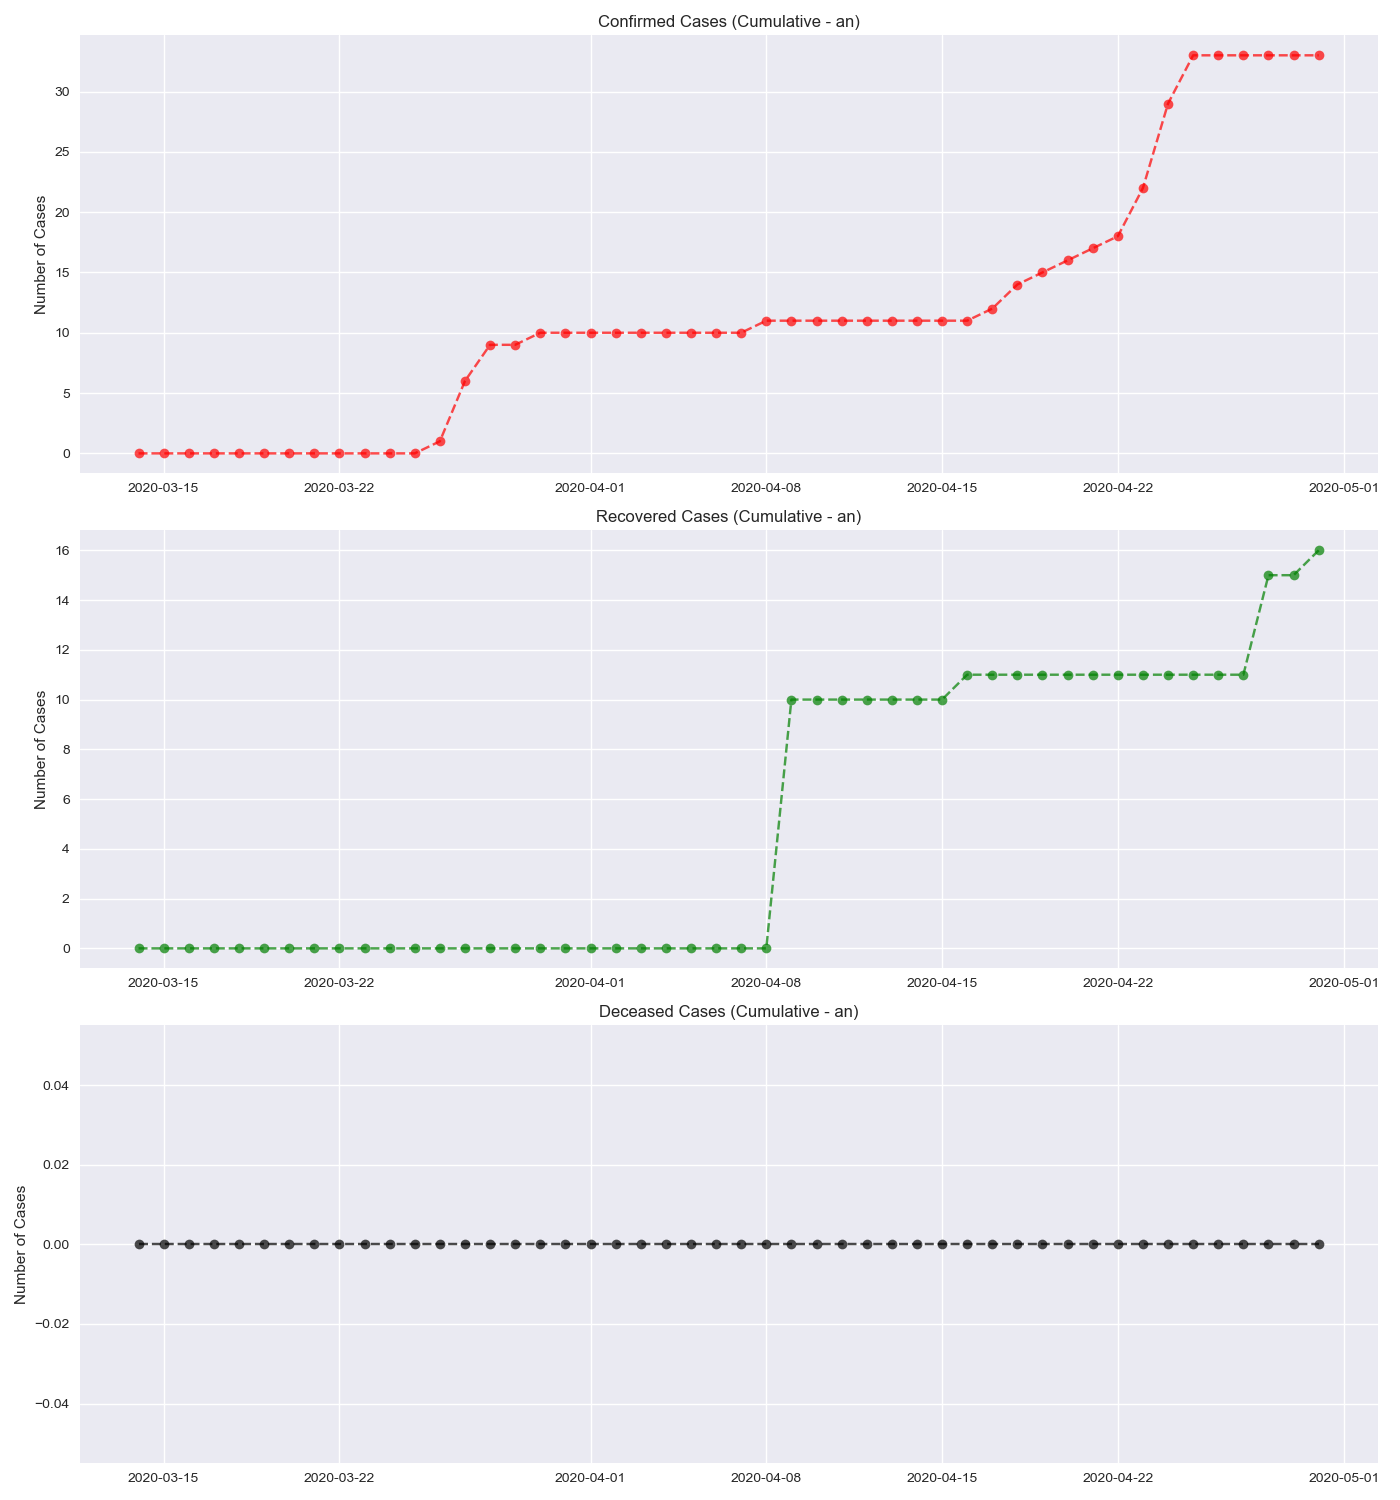 Confirmed Cases (Cumulative - an)
Number of Cases
30
25
20
15
10
5
0
2020-03-15 2020-03-22 2020-04-01 2020-04-08 2020-04-15 2020-04-22 2020-05-01
Recovered Cases (Cumulative - an)
Number of Cases
16
14
12
10
8
6
4
2
0
2020-03-15 2020-03-22 2020-04-01 2020-04-08 2020-04-15 2020-04-22 2020-05-01
Deceased Cases (Cumulative - an)
Number of Cases
0.04
0.02
0.00
−0.02
−0.04
2020-03-15 2020-03-22 2020-04-01 2020-04-08 2020-04-15 2020-04-22 2020-05-01